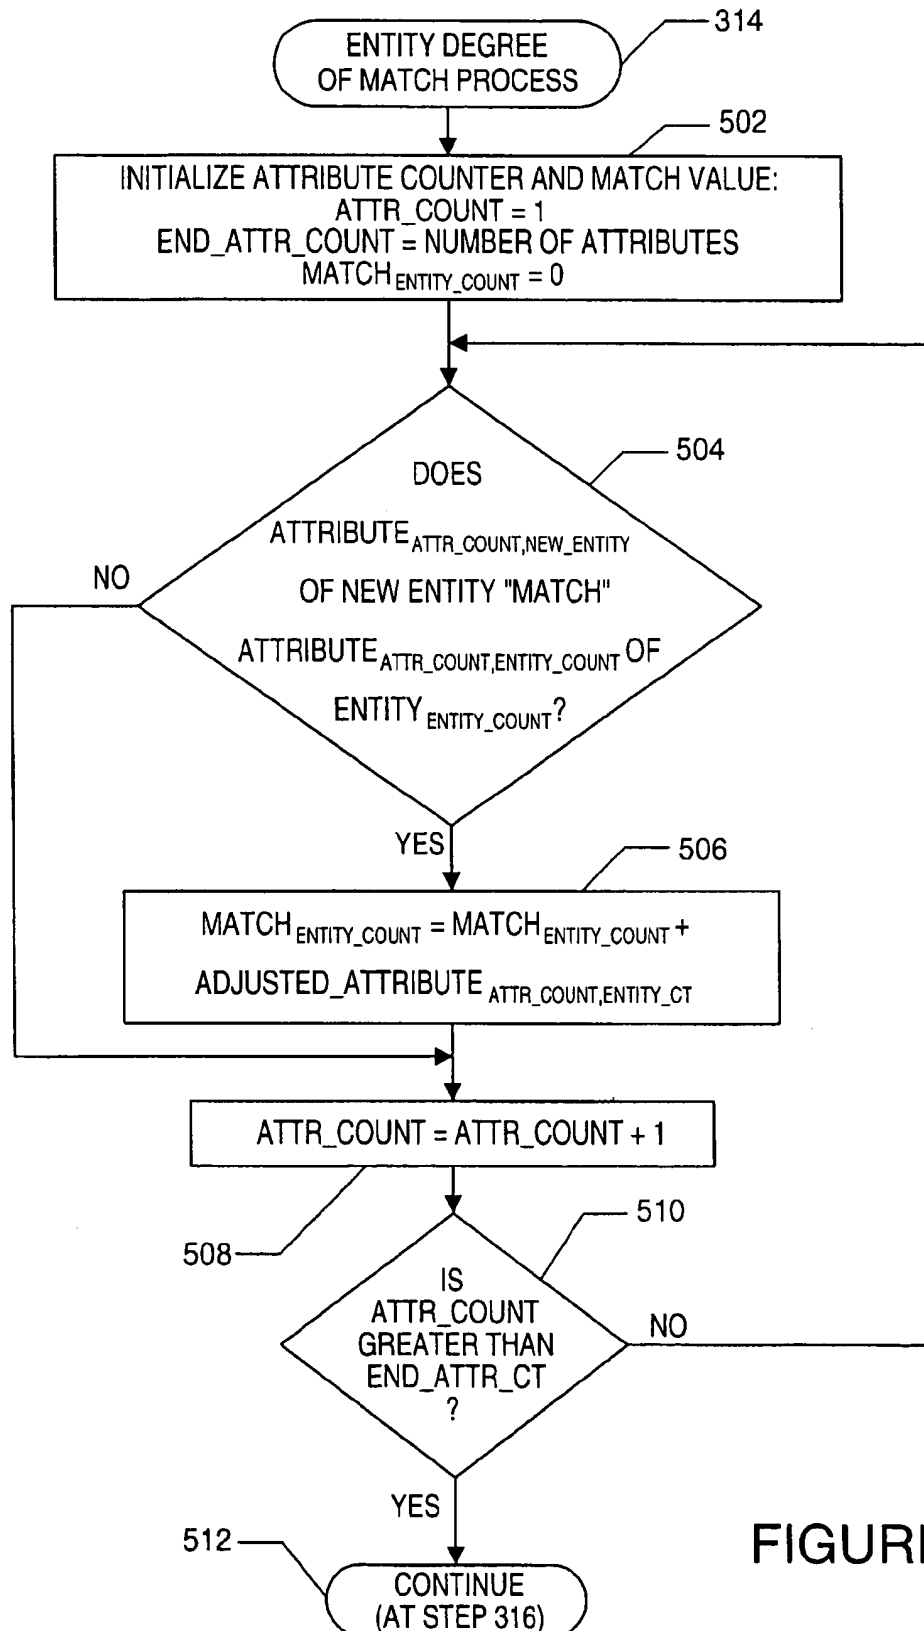 ENTITY DEGREE
OF MATCH PROCESS
314
502
INITIALIZE ATTRIBUTE COUNTER AND MATCH VALUE:
ATTR_COUNT = 1
END_ATTR_COUNT = NUMBER OF ATTRIBUTES
MATCH ENTITY_COUNT = 0
504
DOES
ATTRIBUTE ATTR_COUNT,NEW_ENTITY
OF NEW ENTITY "MATCH"
ATTRIBUTE ATTR_COUNT,ENTITY_COUNT OF
ENTITY ENTITY_COUNT?
NO
YES
506
MATCH ENTITY_COUNT = MATCH ENTITY_COUNT +
ADJUSTED_ATTRIBUTE ATTR_COUNT,ENTITY_CT
ATTR_COUNT = ATTR_COUNT + 1
508
510
IS
ATTR_COUNT
GREATER THAN
END_ATTR_CT
?
NO
YES
512
CONTINUE
(AT STEP 316)
FIGURE